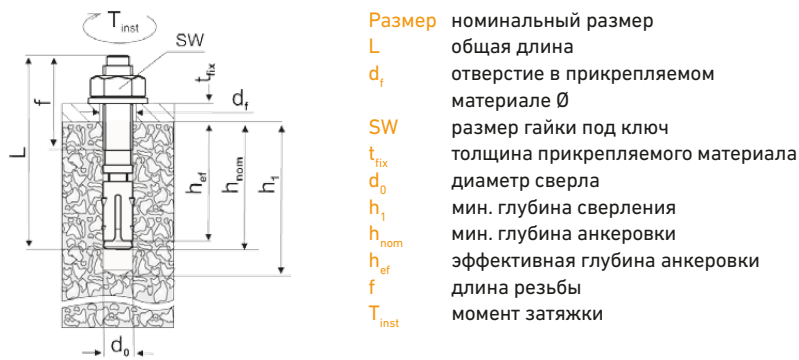 T inst
SW
t fix
d f
f
L
h ef
h nom
h 1
d 0
Размер номинальный размер
L общая длина
d f отверстие в прикрепляемом
материале Ø
SW размер гайки под ключ
t fix толщина прикрепляемого материала
d 0 диаметр сверла
h 1 мин. глубина сверления
h nom мин. глубина анкеровки
h ef эффективная глубина анкеровки
f длина резьбы
T inst момент затяжки